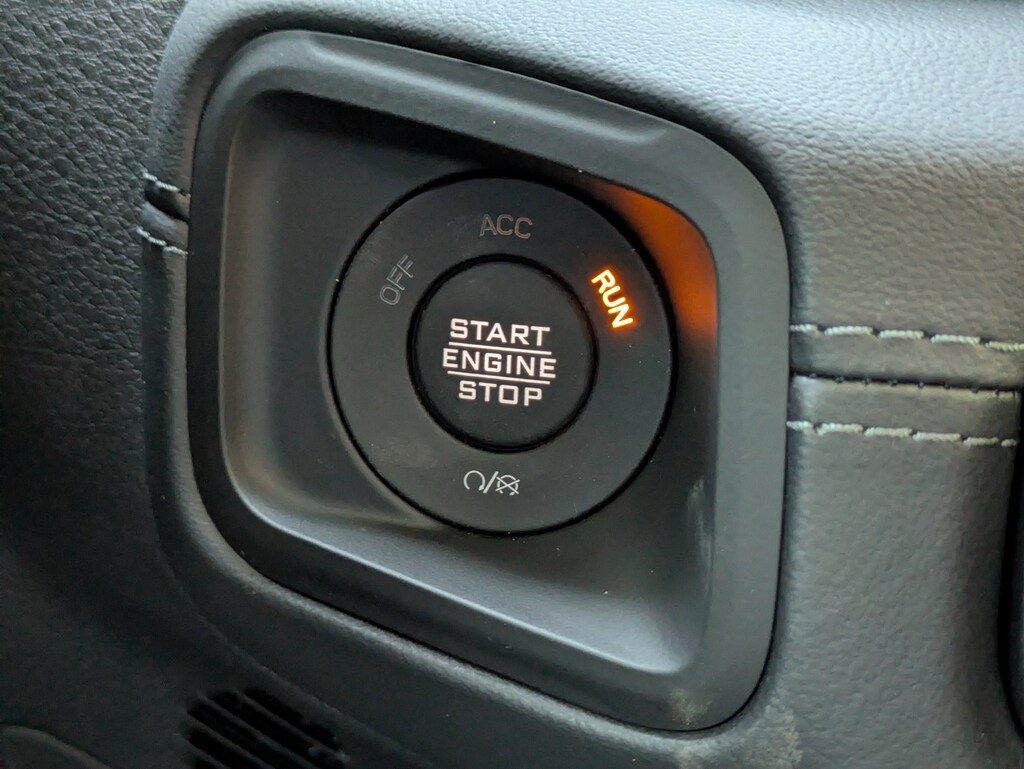 ACC
OFF
RUN
START
ENGINE
STOP